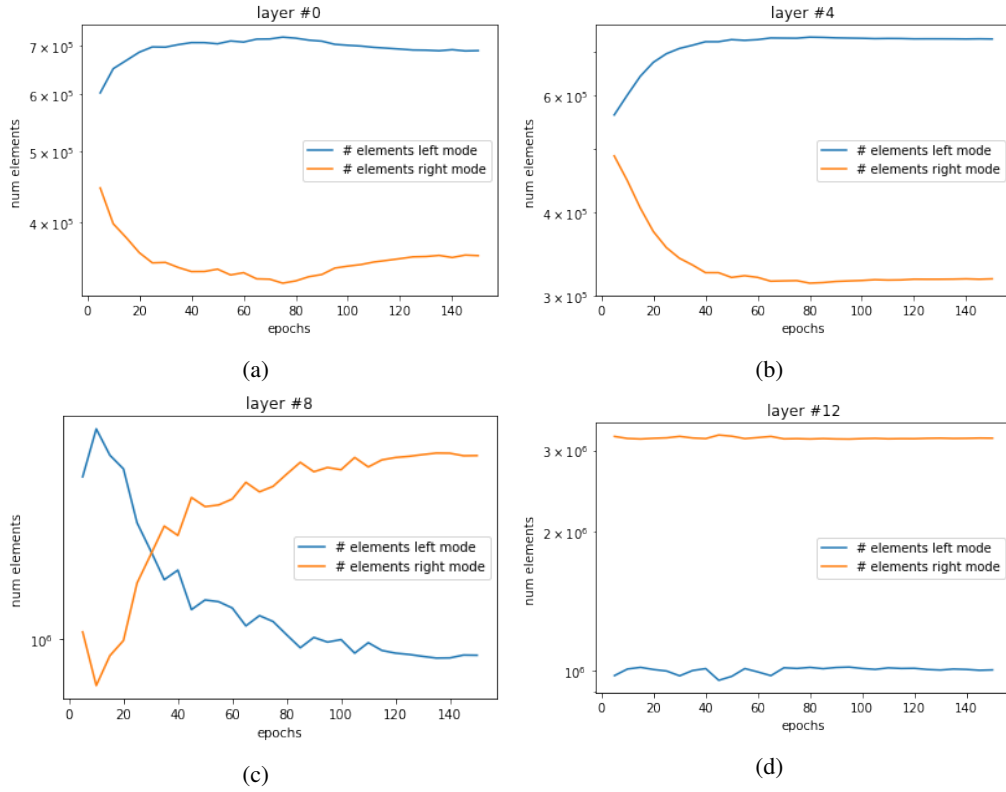 layer #0
7 × 10⁵
6 × 10⁵
5 × 10⁵
4 × 10⁵
num elements
# elements left mode
# elements right mode
0 20 40 60 80 100 120 140
epochs
(a)
layer #4
6 × 10⁵
4 × 10⁵
3 × 10⁵
num elements
# elements left mode
# elements right mode
0 20 40 60 80 100 120 140
epochs
(b)
layer #8
10⁶
num elements
# elements left mode
# elements right mode
0 20 40 60 80 100 120 140
epochs
(c)
layer #12
3 × 10⁶
2 × 10⁶
10⁶
num elements
# elements left mode
# elements right mode
0 20 40 60 80 100 120 140
epochs
(d)